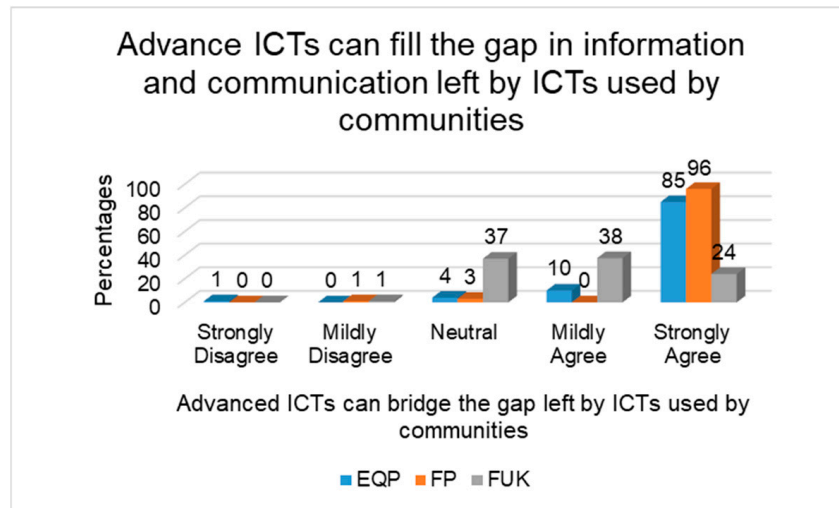 Advance ICTs can fill the gap in information
and communication left by ICTs used by
communities
Percentages
100
80
60
40
20
0
1 0 0
0 1 1
4 3 37
10 0 38
85 96 24
Strongly
Disagree
Mildly
Disagree
Neutral
Mildly
Agree
Strongly
Agree
Advanced ICTs can bridge the gap left by ICTs used by
communities
EQP FP FUK